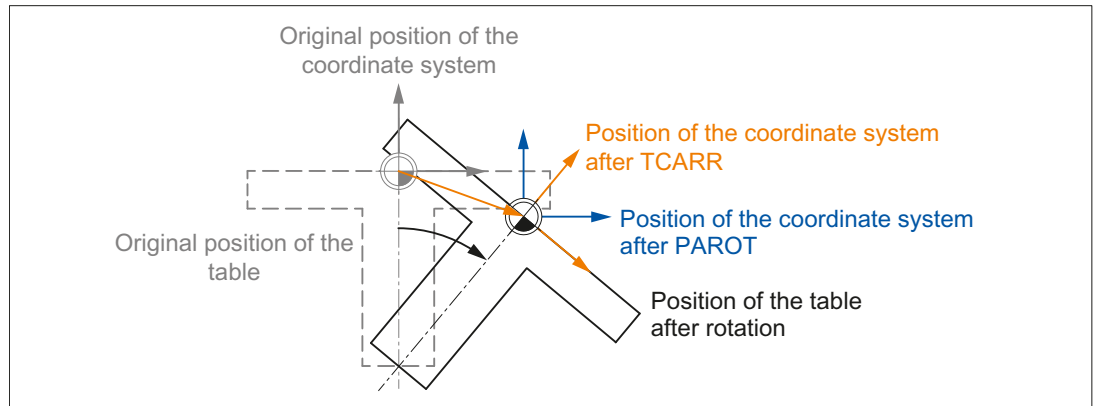 Original position of the
coordinate system
Position of the coordinate system
after TCARR
Position of the coordinate system
after PAROT
Original position of the
table
Position of the table
after rotation